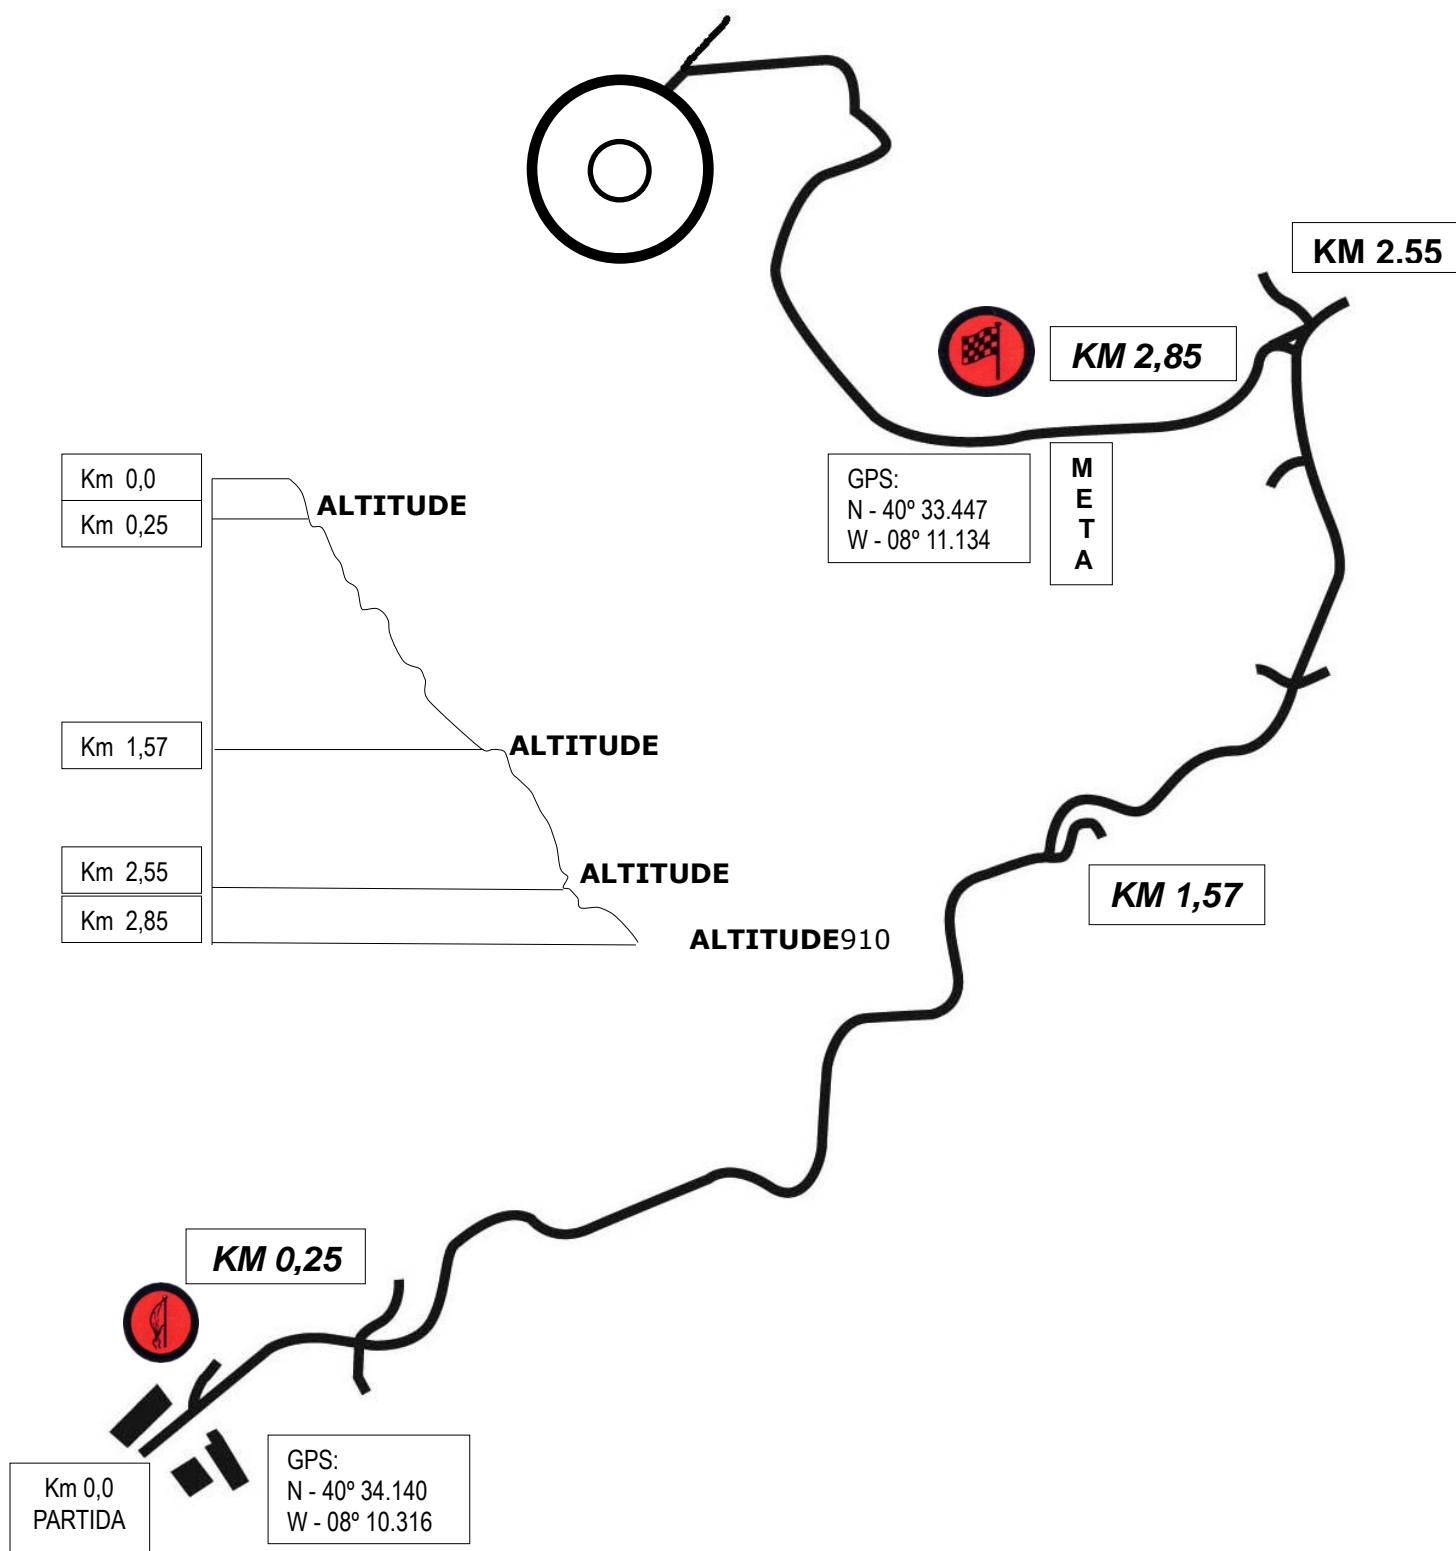 KM 2.55
KM 2,85
GPS:
N - 40º 33.447
W - 08º 11.134
M
E
T
A
Km 0,0
Km 0,25
ALTITUDE
Km 1,57
ALTITUDE
Km 2,55
ALTITUDE
Km 2,85
ALTITUDE910
KM 1,57
KM 0,25
GPS:
N - 40º 34.140
W - 08º 10.316
Km 0,0
PARTIDA